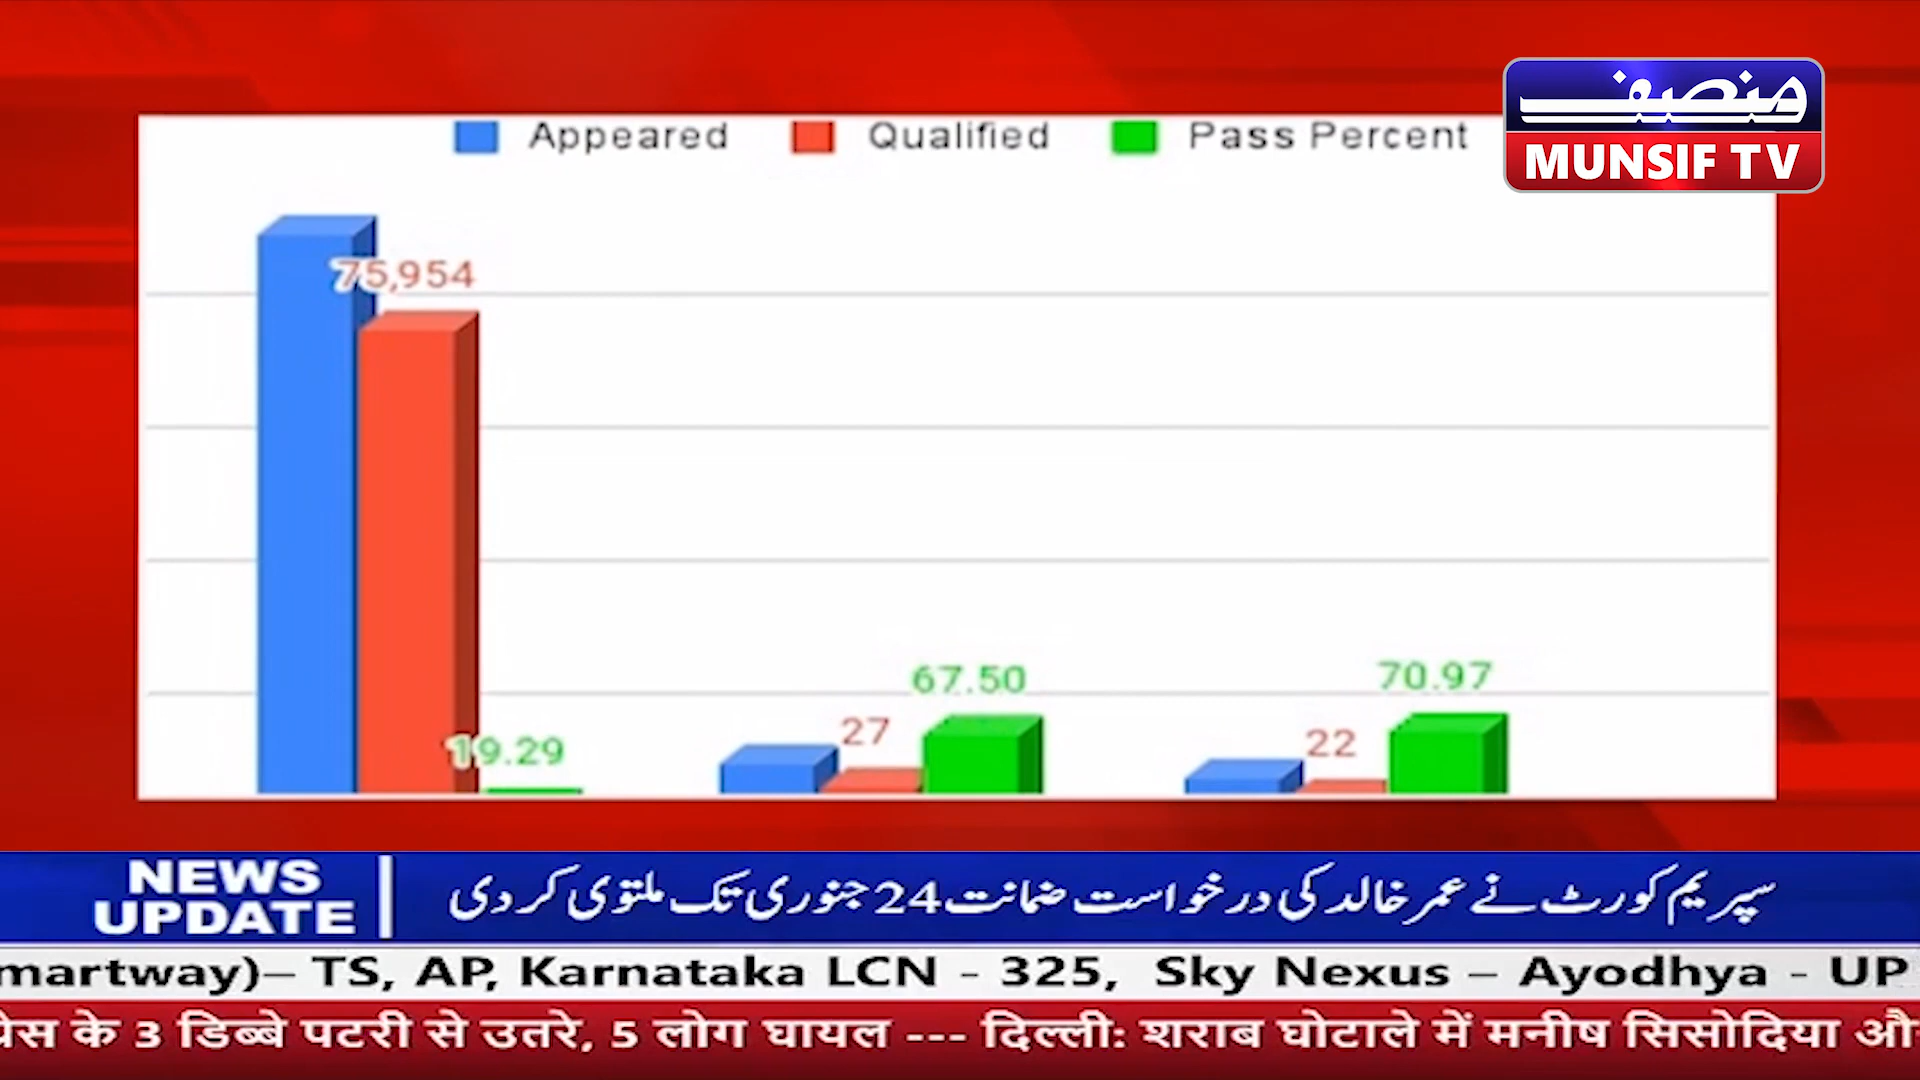 منصف
MUNSIF TV
Appeared Qualified Pass Percent
75,954
19.29
67.50
27
70.97
22
NEWS UPDATE
سپریم کورٹ نے عمر خالد کی درخواست ضمانت 24 جنوری تک ملتوی کر دی
martway)– TS, AP, Karnataka LCN - 325, Sky Nexus – Ayodhya - UP
के 3 डिब्बे पटरी से उतरे, 5 लोग घायल --- दिल्ली: शराब घोटाले में मनीष सिसोदिया